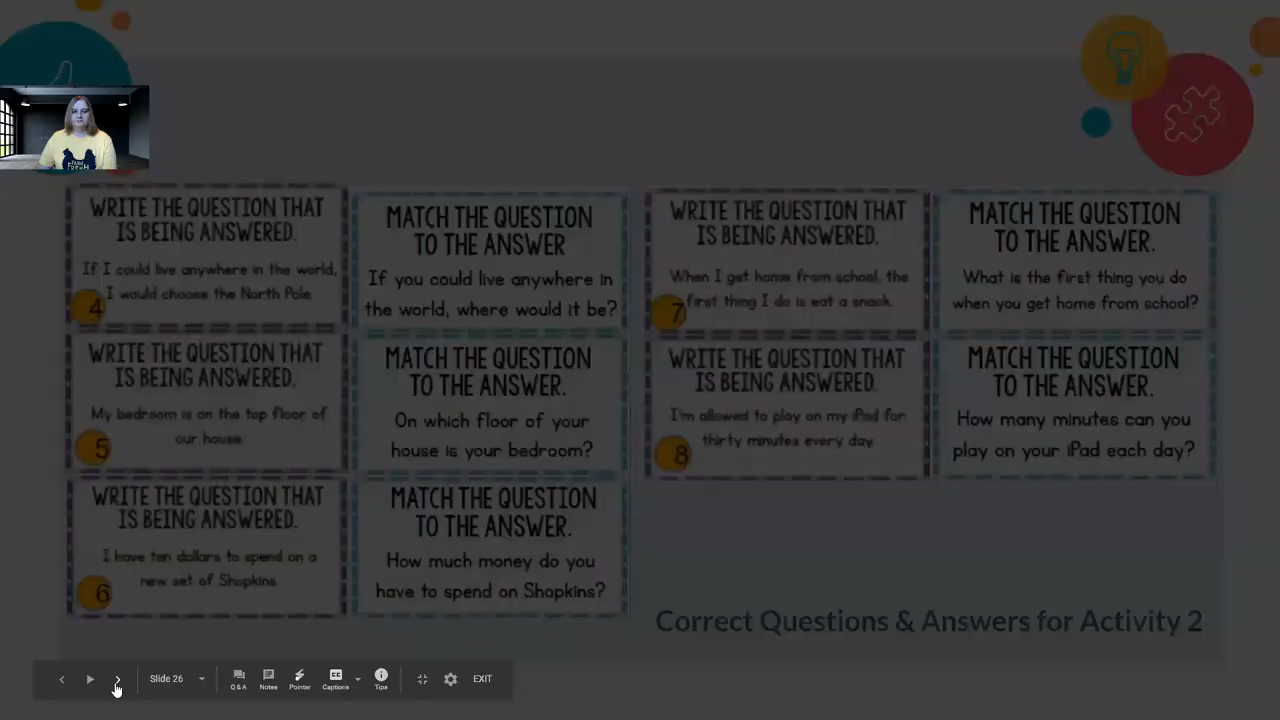 WRITE THE QUESTION THAT
IS BEING ANSWERED.
If I could live anywhere in the world,
I would choose the North Pole.
4
MATCH THE QUESTION
TO THE ANSWER
If you could live anywhere in
the world, where would it be?
WRITE THE QUESTION THAT
IS BEING ANSWERED.
My bedroom is on the top floor of
our house.
5
MATCH THE QUESTION
TO THE ANSWER.
On which floor of your
house is your bedroom?
WRITE THE QUESTION THAT
IS BEING ANSWERED.
I have ten dollars to spend on a
new set of Shopkins.
6
MATCH THE QUESTION
TO THE ANSWER.
How much money do you
have to spend on Shopkins?
WRITE THE QUESTION THAT
IS BEING ANSWERED.
When I get home from school, the
first thing I do is eat a snack.
7
MATCH THE QUESTION
TO THE ANSWER.
What is the first thing you do
when you get home from school?
WRITE THE QUESTION THAT
IS BEING ANSWERED.
I'm allowed to play on my iPad for
thirty minutes every day.
8
MATCH THE QUESTION
TO THE ANSWER.
How many minutes can you
play on your iPad each day?
Correct Questions & Answers for Activity 2
Slide 26
Q & A
Notes
Pointer
CC
Captions
Tips
EXIT